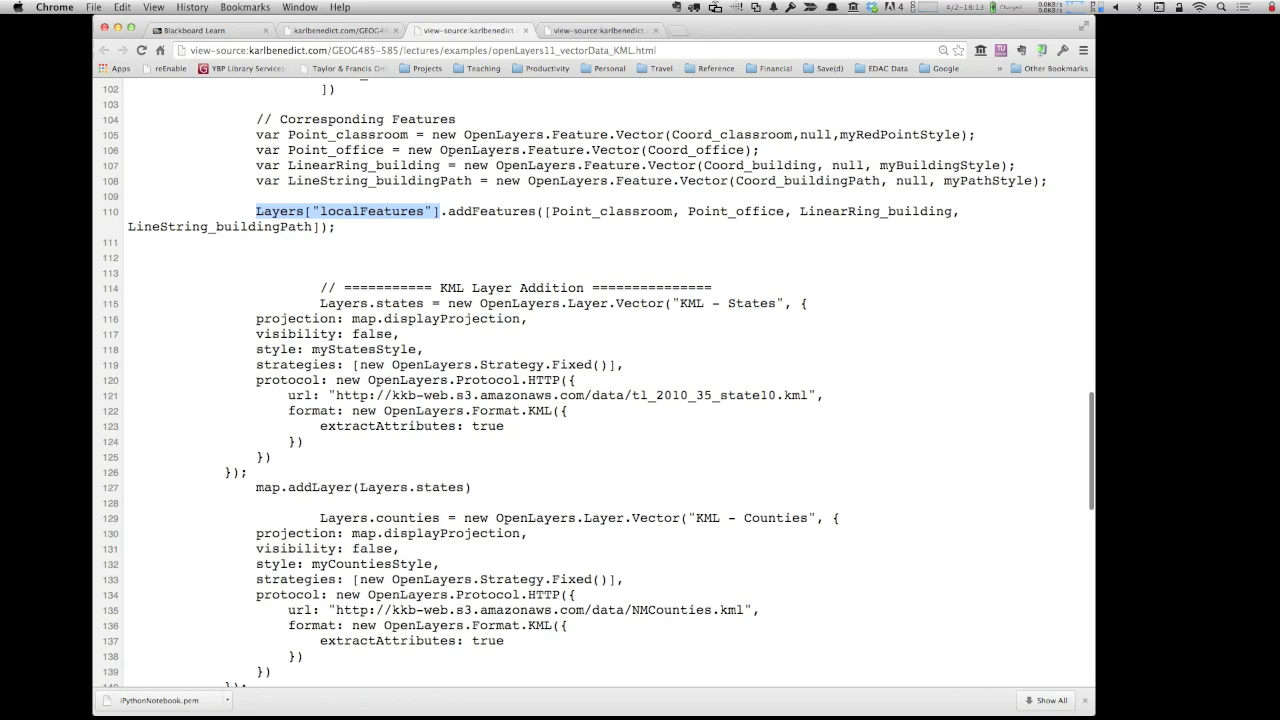 Chrome File Edit View History Bookmarks Window Help 4 4/2-18:13 Charged 0.0KB/s 0.0KB/s
Blackboard Learn × karlbenedict.com/GEOG48 × view-source:karlbenedict. × view-source:karlbenedict. ×
view-source:karlbenedict.com/GEOG485-585/lectures/examples/openLayers11_vectorData_KML.html
Apps reEnable YBP Library Services Taylor & Francis Onli Projects Teaching Productivity Personal Travel Reference Financial Save(d) EDAC Data Google » Other Bookmarks
102
])
103
104 // Corresponding Features
105 var Point_classroom = new OpenLayers.Feature.Vector(Coord_classroom,null,myRedPointStyle);
106 var Point_office = new OpenLayers.Feature.Vector(Coord_office);
107 var LinearRing_building = new OpenLayers.Feature.Vector(Coord_building, null, myBuildingStyle);
108 var LineString_buildingPath = new OpenLayers.Feature.Vector(Coord_buildingPath, null, myPathStyle);
109
110 Layers["localFeatures"].addFeatures([Point_classroom, Point_office, LinearRing_building,
LineString_buildingPath]);
111
112
113
114 // =========== KML Layer Addition ===============
115 Layers.states = new OpenLayers.Layer.Vector("KML - States", {
116 projection: map.displayProjection,
117 visibility: false,
118 style: myStatesStyle,
119 strategies: [new OpenLayers.Strategy.Fixed()],
120 protocol: new OpenLayers.Protocol.HTTP({
121 url: "http://kkb-web.s3.amazonaws.com/data/tl_2010_35_state10.kml",
122 format: new OpenLayers.Format.KML({
123 extractAttributes: true
124 })
125 })
126 });
127 map.addLayer(Layers.states)
128
129 Layers.counties = new OpenLayers.Layer.Vector("KML - Counties", {
130 projection: map.displayProjection,
131 visibility: false,
132 style: myCountiesStyle,
133 strategies: [new OpenLayers.Strategy.Fixed()],
134 protocol: new OpenLayers.Protocol.HTTP({
135 url: "http://kkb-web.s3.amazonaws.com/data/NMCounties.kml",
136 format: new OpenLayers.Format.KML({
137 extractAttributes: true
138 })
139 })
});
iPythonNotebook.pem Show All ×